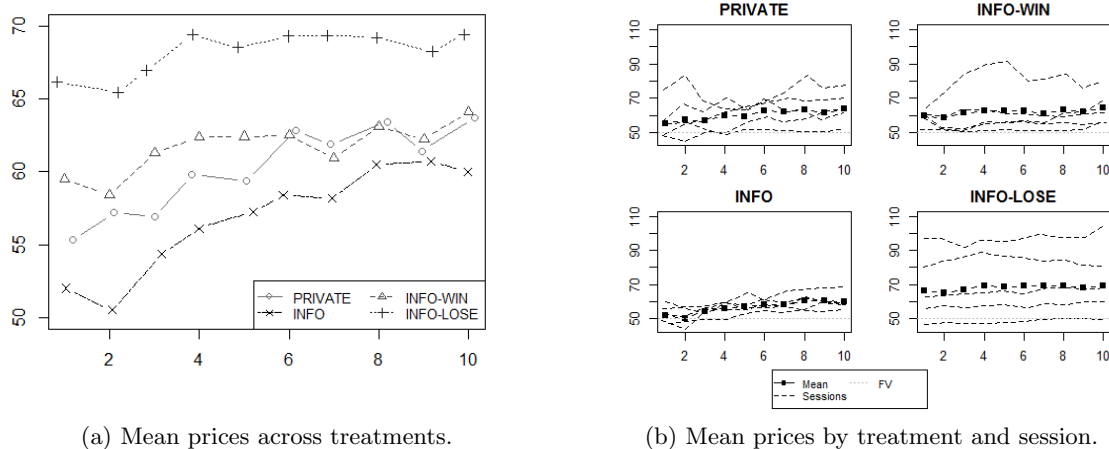 PRIVATE INFO-WIN
70
65
60
55
50
2 4 6 8 10
PRIVATE INFO-WIN
INFO INFO-LOSE
110
90
70
50
2 4 6 8 10
110
90
70
50
2 4 6 8 10
INFO INFO-LOSE
110
90
70
50
2 4 6 8 10
110
90
70
50
2 4 6 8 10
Mean FV
Sessions
(a) Mean prices across treatments.
(b) Mean prices by treatment and session.